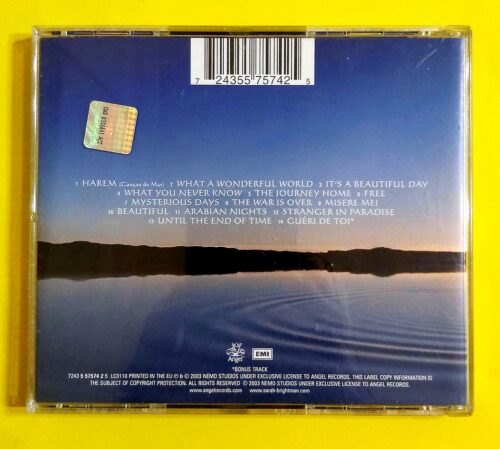 7 24355 75742 5
1 HAREM (Cançao do Mar) 2 WHAT A WONDERFUL WORLD 3 IT'S A BEAUTIFUL DAY
4 WHAT YOU NEVER KNOW 5 THE JOURNEY HOME 6 FREE
7 MYSTERIOUS DAYS 8 THE WAR IS OVER 9 MISERE MEI
10 BEAUTIFUL 11 ARABIAN NIGHTS 12 STRANGER IN PARADISE
13 UNTIL THE END OF TIME 14 GUÉRI DE TOI*
Angel
EMI
*BONUS TRACK
7243 5 57574 2 5 LC0110 PRINTED IN THE EU ℗ & © 2003 NEMO STUDIOS UNDER EXCLUSIVE LICENSE TO ANGEL RECORDS. THIS LABEL COPY INFORMATION IS
THE SUBJECT OF COPYRIGHT PROTECTION. ALL RIGHTS RESERVED © 2003 NEMO STUDIOS UNDER EXCLUSIVE LICENSE TO ANGEL RECORDS.
www.angelrecords.com www.sarah-brightman.com